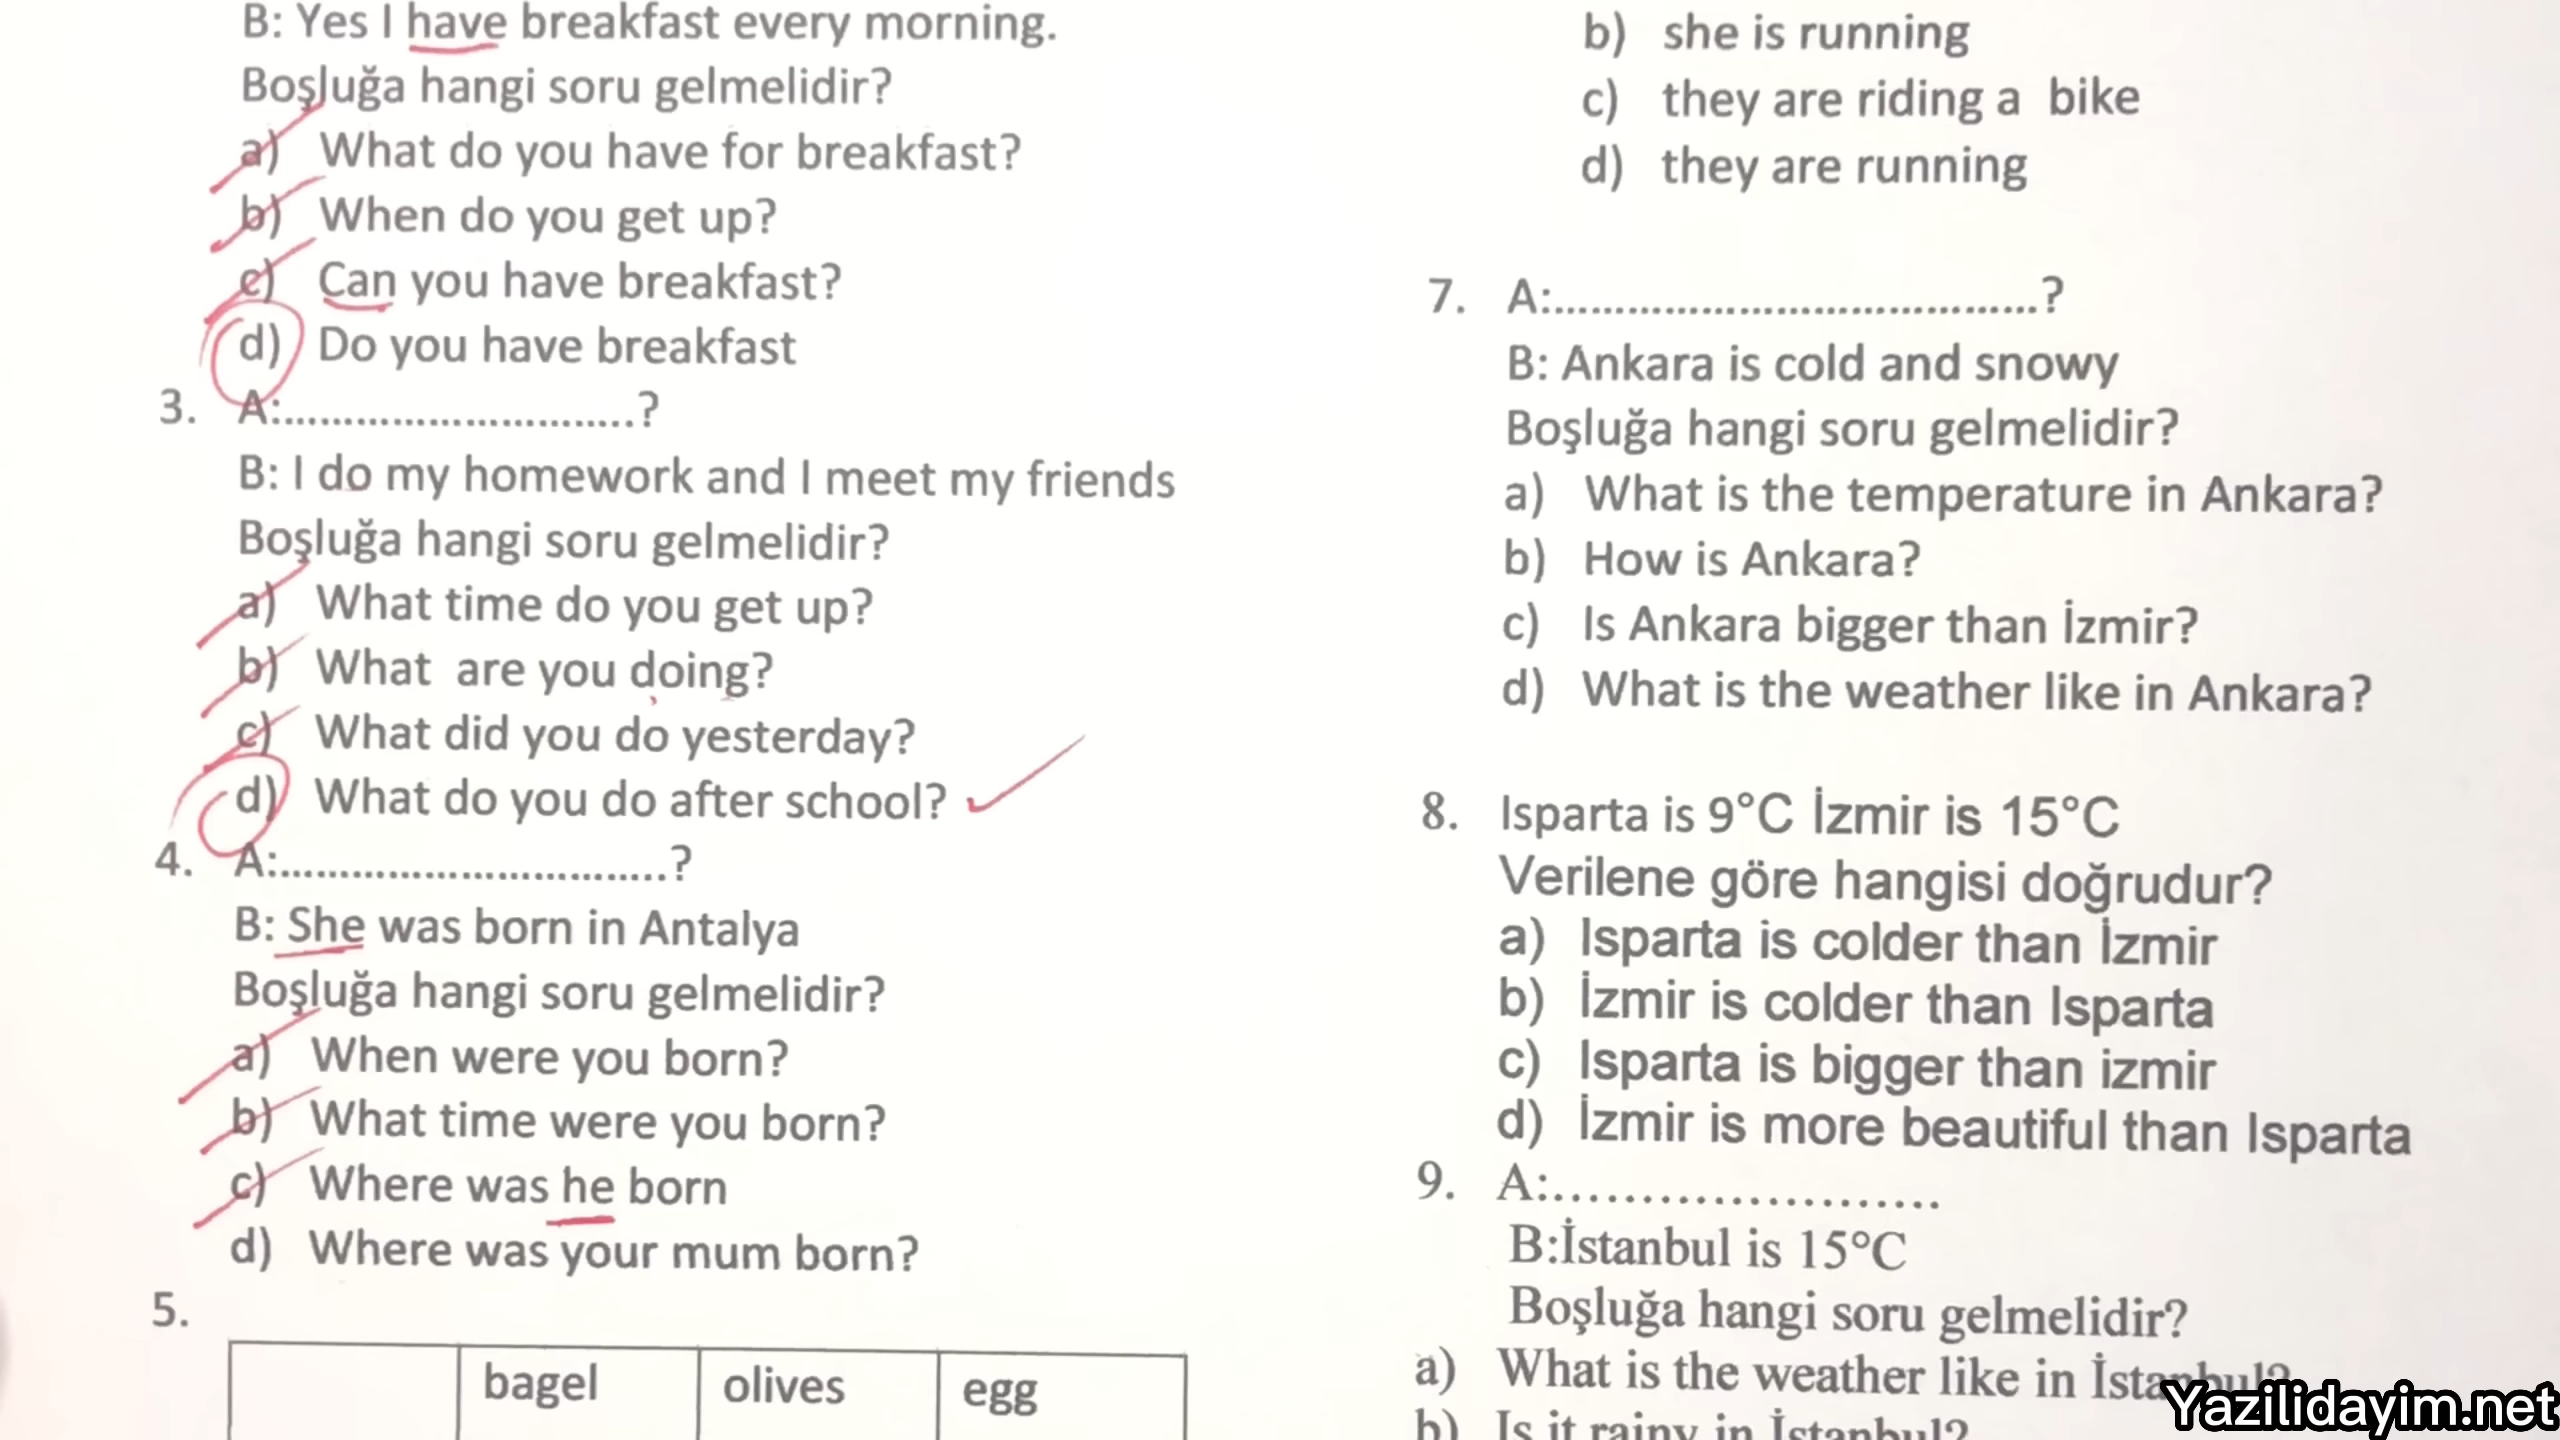 B: Yes I have breakfast every morning.
Boşluğa hangi soru gelmelidir?
a) What do you have for breakfast?
b) When do you get up?
c) Can you have breakfast?
d) Do you have breakfast
3. A:.............................?
B: I do my homework and I meet my friends
Boşluğa hangi soru gelmelidir?
a) What time do you get up?
b) What are you doing?
c) What did you do yesterday?
d) What do you do after school?
4. A:................................?
B: She was born in Antalya
Boşluğa hangi soru gelmelidir?
a) When were you born?
b) What time were you born?
c) Where was he born
d) Where was your mum born?
5.
bagel olives egg
b) she is running
c) they are riding a bike
d) they are running
7. A:.......................................?
B: Ankara is cold and snowy
Boşluğa hangi soru gelmelidir?
a) What is the temperature in Ankara?
b) How is Ankara?
c) Is Ankara bigger than İzmir?
d) What is the weather like in Ankara?
8. Isparta is 9°C İzmir is 15°C
Verilene göre hangisi doğrudur?
a) Isparta is colder than İzmir
b) İzmir is colder than Isparta
c) Isparta is bigger than izmir
d) İzmir is more beautiful than Isparta
9. A:......................
B:İstanbul is 15°C
Boşluğa hangi soru gelmelidir?
a) What is the weather like in İstanbul?
b) Is it rainy in İstanbul?
Yazilidayim.net